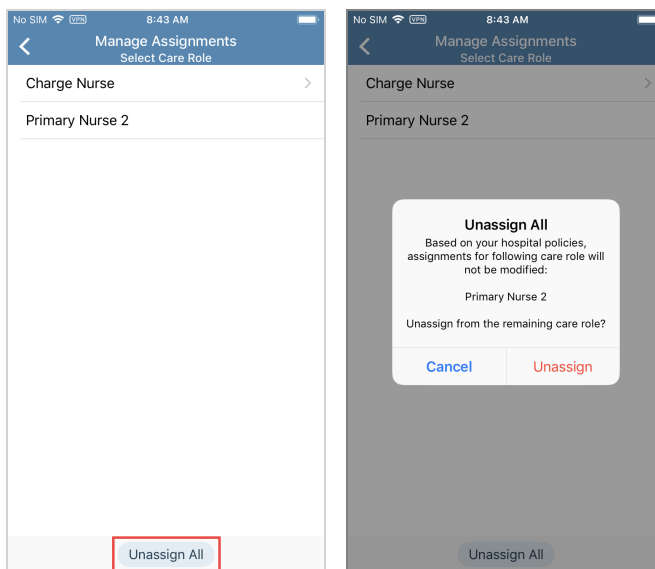 No SIM VPN 8:43 AM
Manage Assignments
Select Care Role
Charge Nurse
Primary Nurse 2
Unassign All
No SIM VPN 8:43 AM
Manage Assignments
Select Care Role
Charge Nurse
Primary Nurse 2
Unassign All
Based on your hospital policies,
assignments for following care role will
not be modified:
Primary Nurse 2
Unassign from the remaining care role?
Cancel Unassign
Unassign All